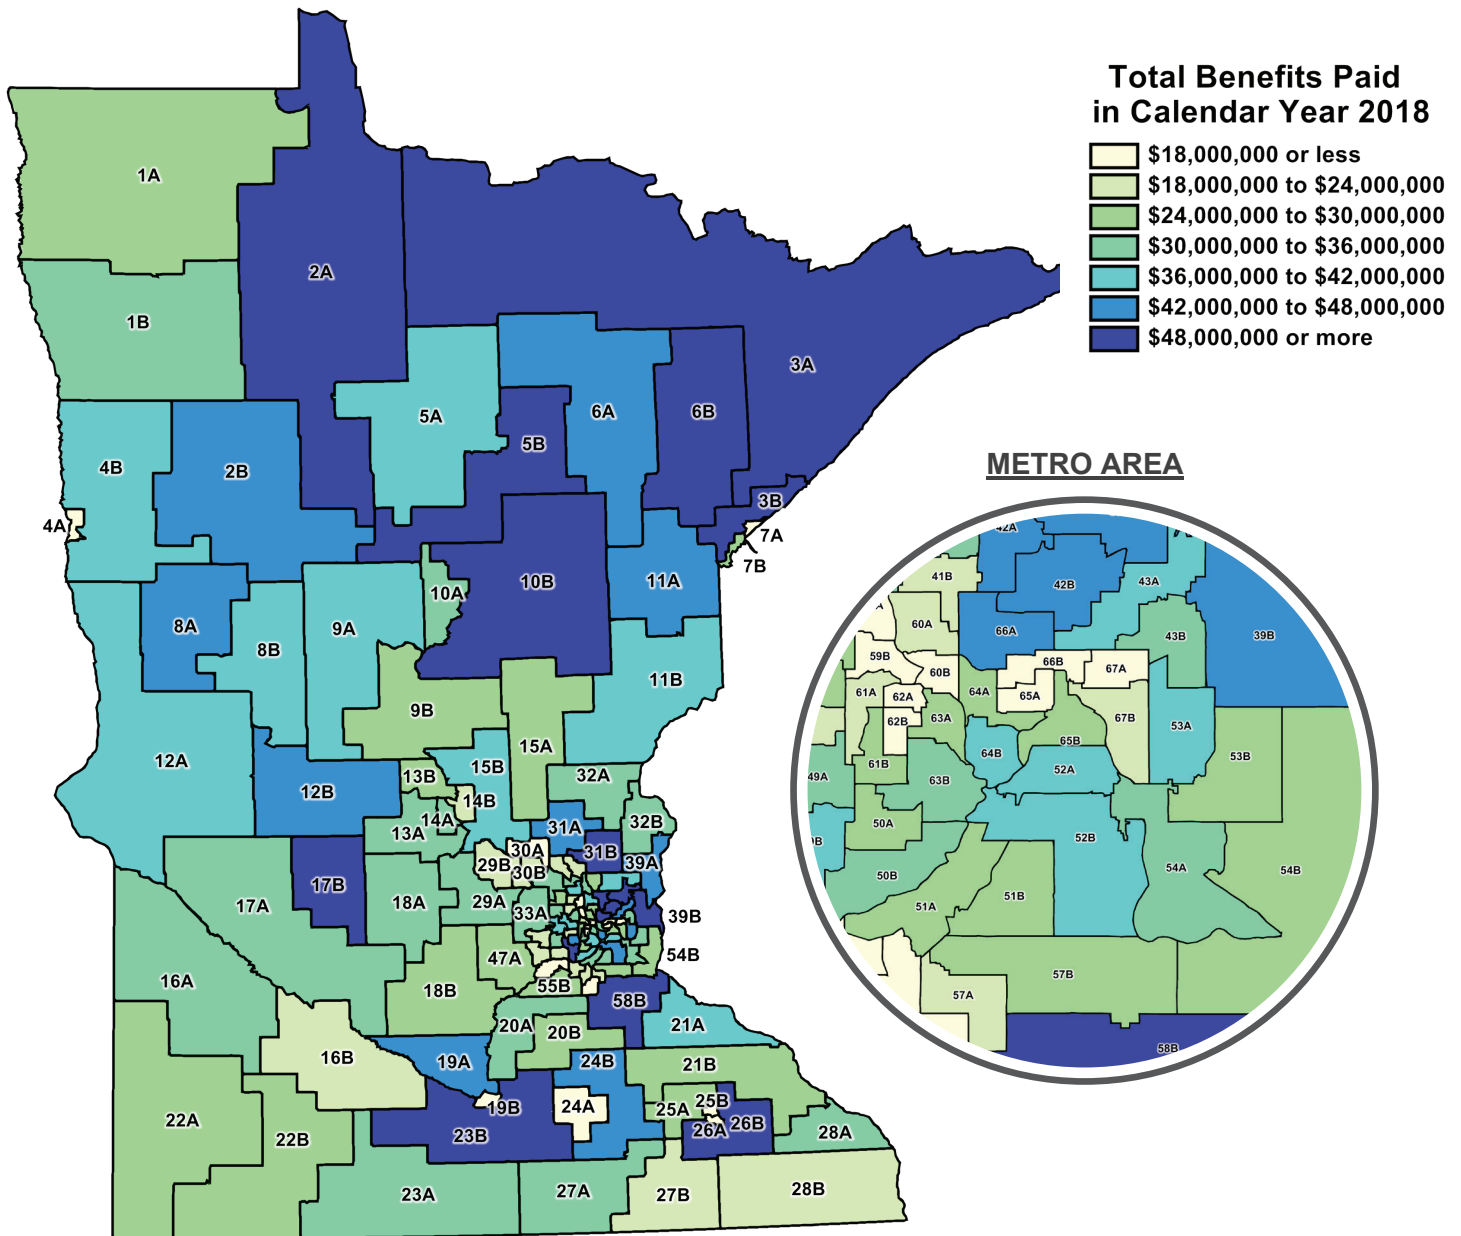 Total Benefits Paid
in Calendar Year 2018
$18,000,000 or less
$18,000,000 to $24,000,000
$24,000,000 to $30,000,000
$30,000,000 to $36,000,000
$36,000,000 to $42,000,000
$42,000,000 to $48,000,000
$48,000,000 or more
1A
2A
1B
3A
5A
6A
6B
5B
4B
2B
3B
4A
7A
7B
10B
11A
10A
8A
9A
8B
11B
9B
15A
12A
15B
13B
32A
12B
14B
14A
13A
32B
31A
30A
31B
39A
29B
30B
17B
17A
18A
29A
33A
39B
54B
47A
16A
18B
55B
58B
20A
20B
21A
16B
19A
24B
21B
19B
24A
25B
25A
26B
26A
22A
22B
23B
28A
23A
27A
27B
28B
METRO AREA
42A
41B
42B
43A
A
60A
66A
43B
39B
59B
60B
66B
67A
61A
62A
64A
65A
62B
63A
67B
53A
65B
64B
53B
61B
52A
49A
63B
50A
9B
52B
50B
54A
54B
51B
51A
57B
57A
58B